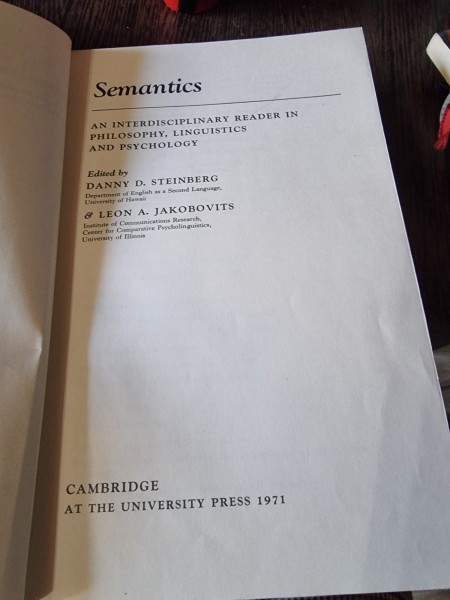 Semantics
AN INTERDISCIPLINARY READER IN
PHILOSOPHY, LINGUISTICS
AND PSYCHOLOGY
Edited by
DANNY D. STEINBERG
Department of English as a Second Language,
University of Hawaii
& LEON A. JAKOBOVITS
Institute of Communications Research,
Center for Comparative Psycholinguistics,
University of Illinois
CAMBRIDGE
AT THE UNIVERSITY PRESS 1971